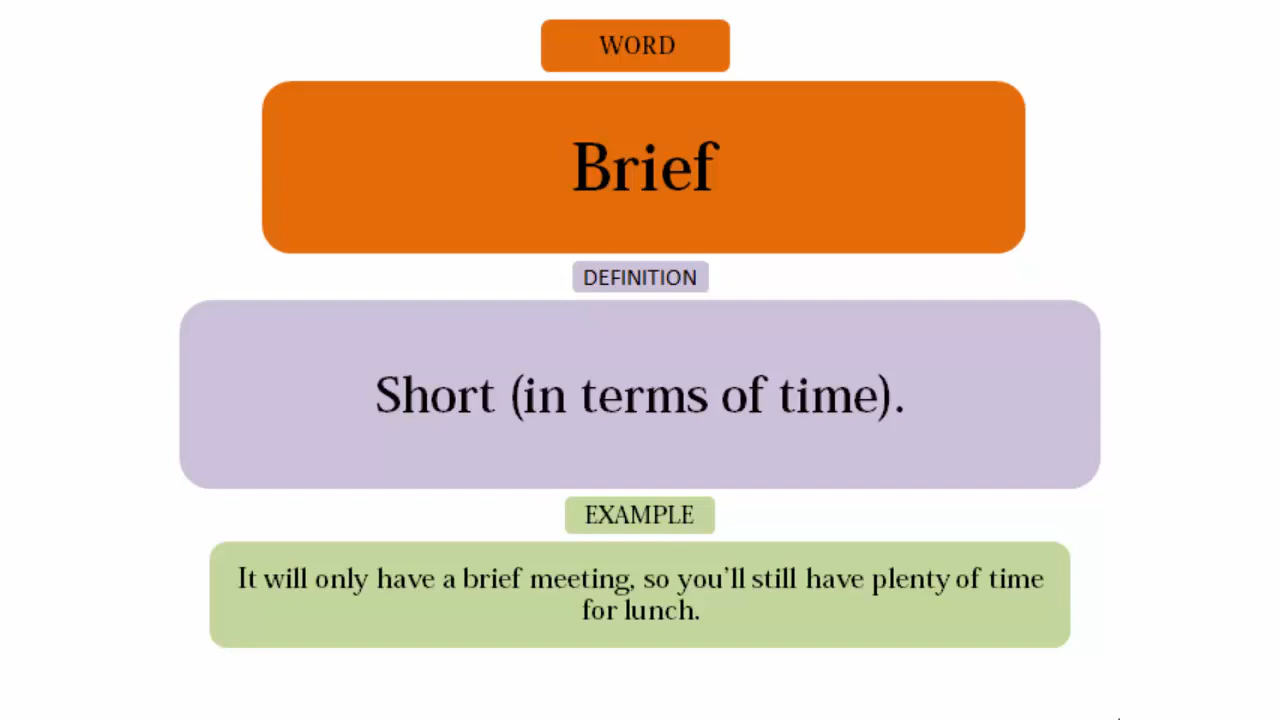 WORD
Brief
DEFINITION
Short (in terms of time).
EXAMPLE
It will only have a brief meeting, so you’ll still have plenty of time
for lunch.